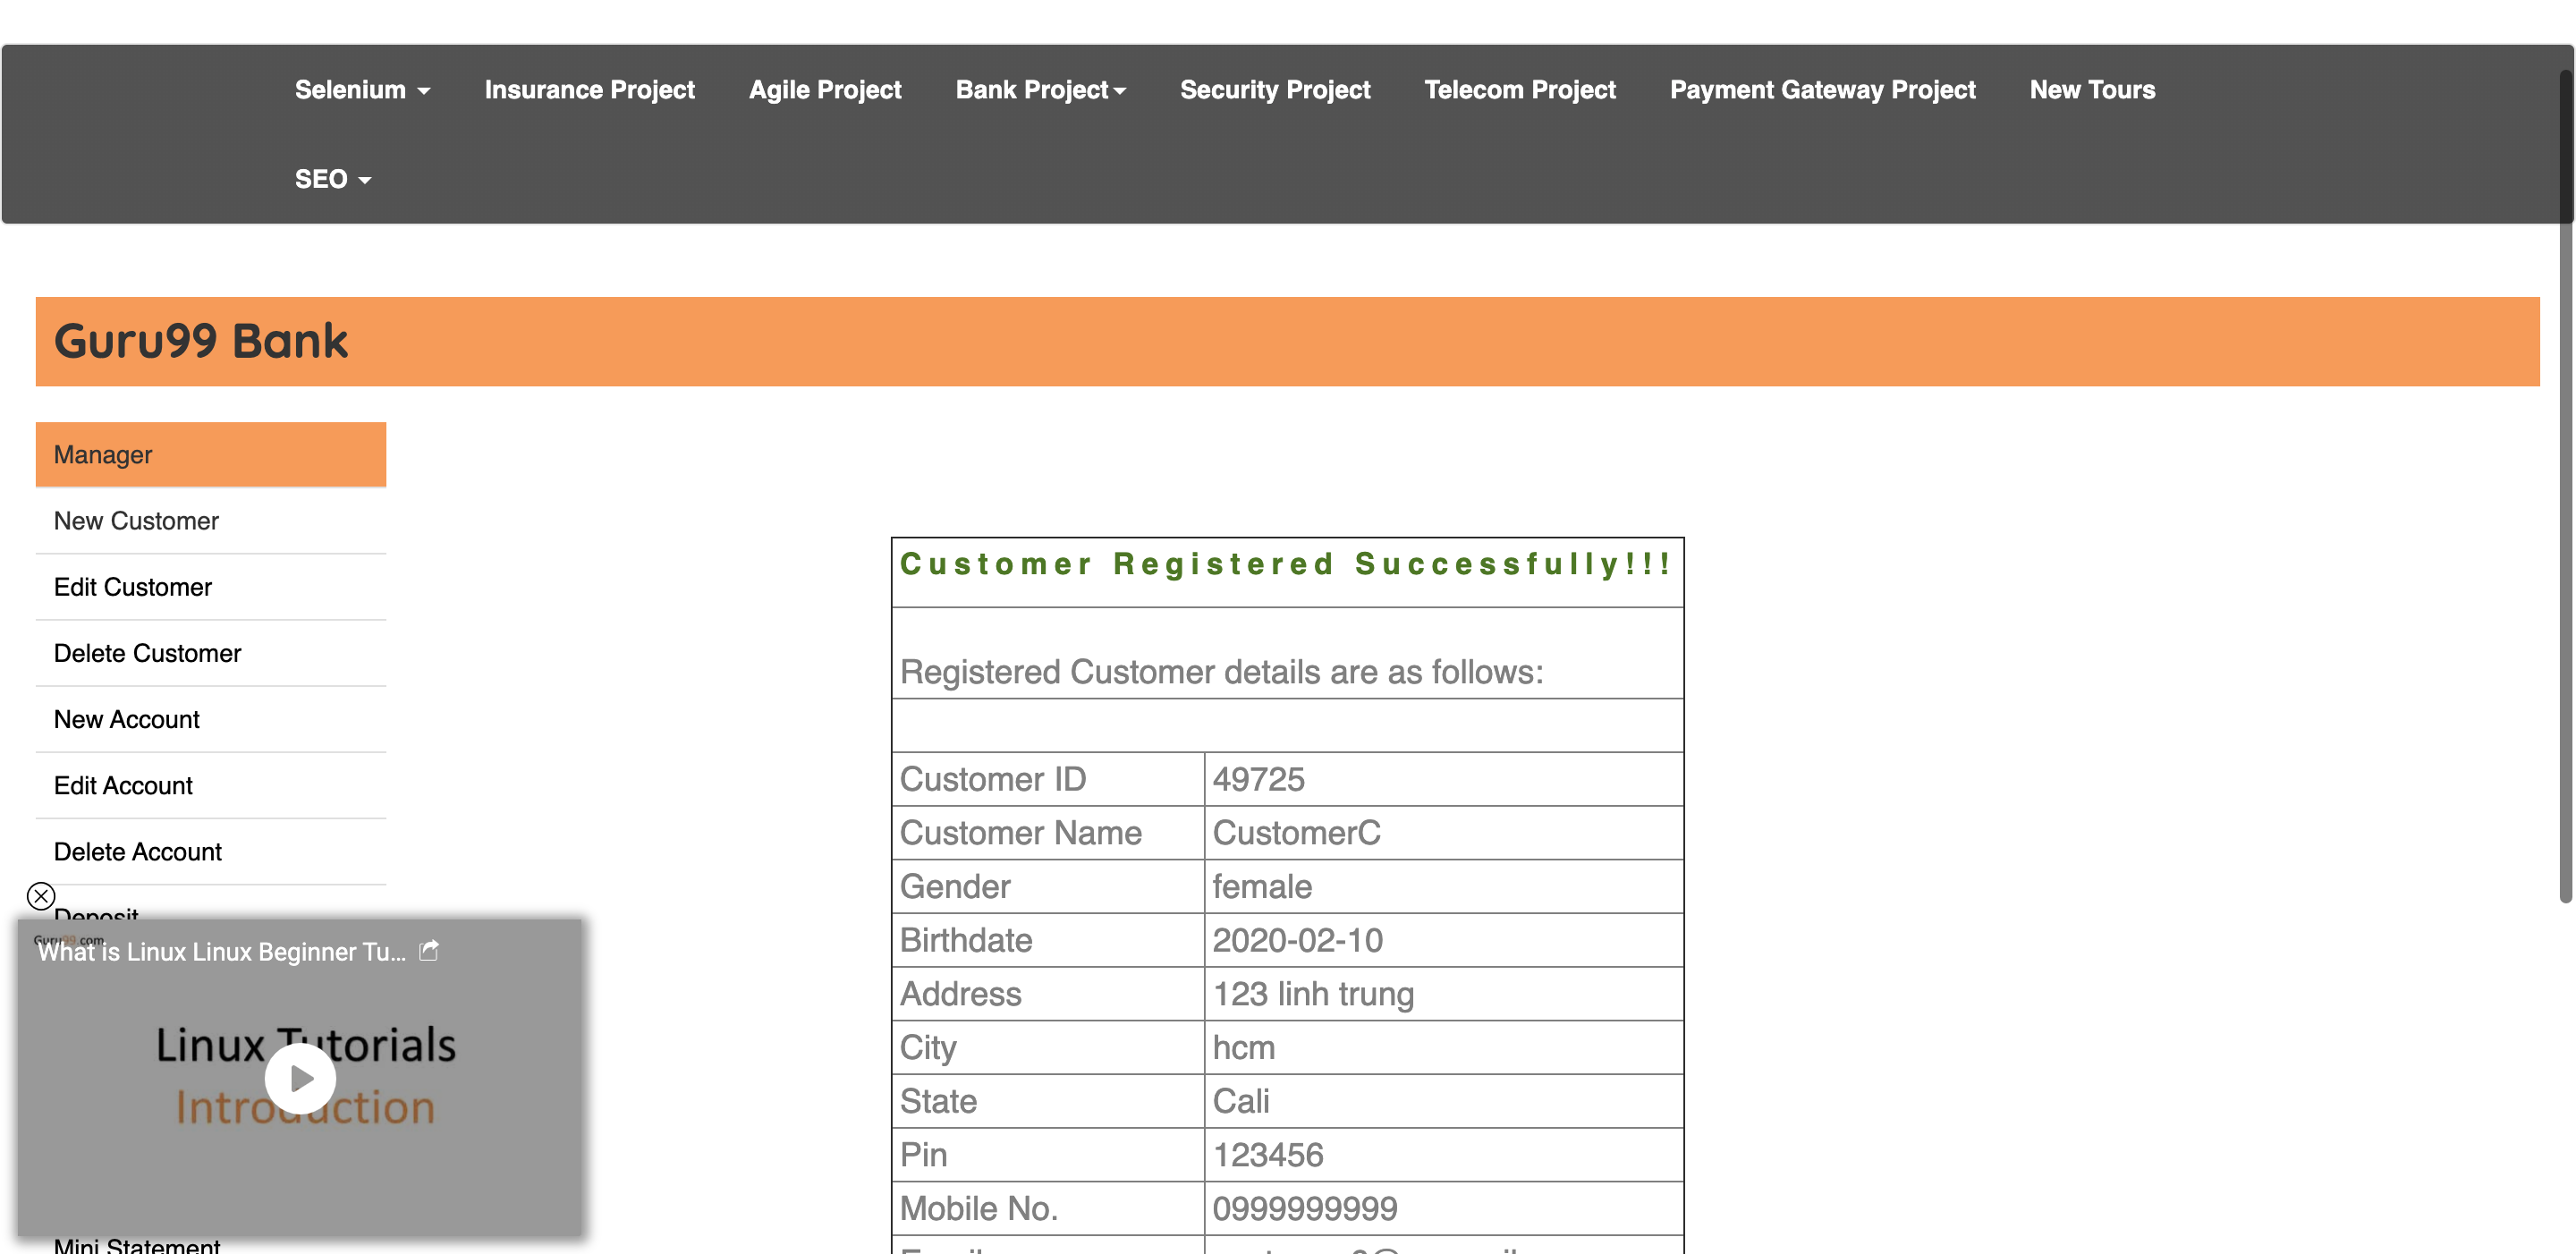 Selenium Insurance Project Agile Project Bank Project Security Project Telecom Project Payment Gateway Project New Tours
SEO
Guru99 Bank
Manager
New Customer
Edit Customer
Delete Customer
New Account
Edit Account
Delete Account
Deposit
Guru99.com
What is Linux Linux Beginner Tu...
Linux Tutorials
Introduction
Mini Statement
Customer Registered Successfully!!!
Registered Customer details are as follows:
Customer ID 49725
Customer Name CustomerC
Gender female
Birthdate 2020-02-10
Address 123 linh trung
City hcm
State Cali
Pin 123456
Mobile No. 0999999999